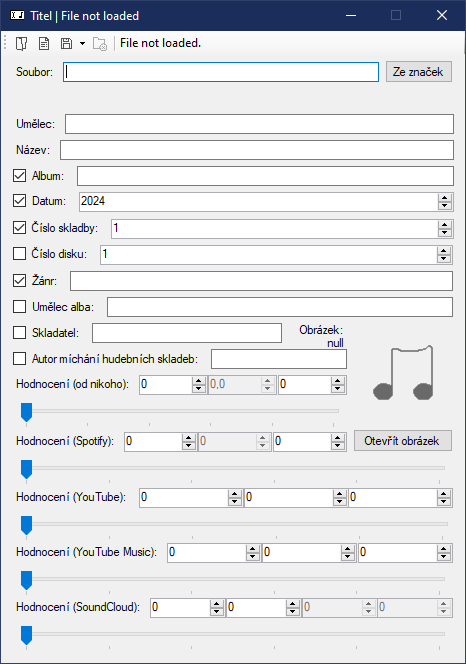 Titel | File not loaded
File not loaded.
Soubor: Ze značek
Umělec:
Název:
Album:
Datum: 2024
Číslo skladby: 1
Číslo disku: 1
Žánr:
Umělec alba:
Skladatel: Obrázek:
null
Autor míchání hudebních skladeb:
Hodnocení (od nikoho): 0 0,0 0
Hodnocení (Spotify): 0 0 0 Otevřít obrázek
Hodnocení (YouTube): 0 0 0
Hodnocení (YouTube Music): 0 0 0
Hodnocení (SoundCloud): 0 0 0 0